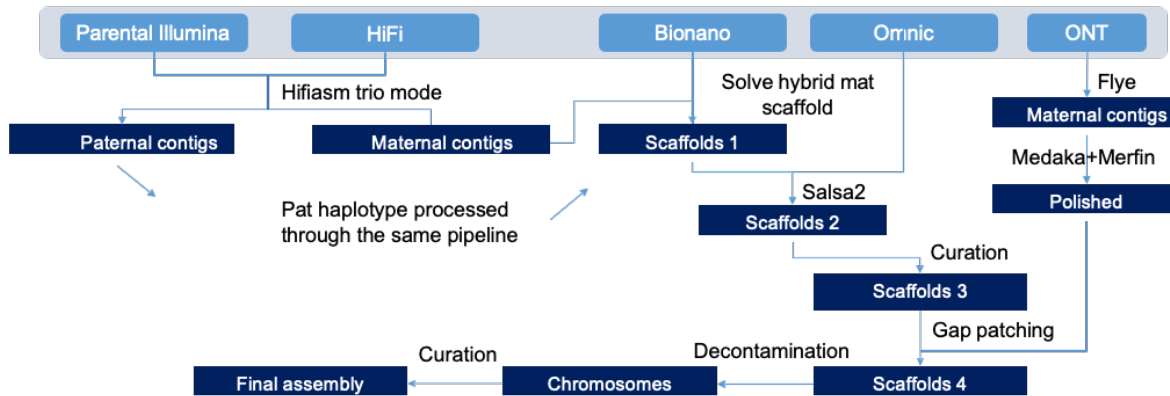 Parental Illumina
HiFi
Bionano
Omnic
ONT
Hifiasm trio mode
Solve hybrid mat
scaffold
Flye
Paternal contigs
Maternal contigs
Scaffolds 1
Maternal contigs
Medaka+Merfin
Salsa2
Polished
Pat haplotype processed
through the same pipeline
Scaffolds 2
Curation
Scaffolds 3
Gap patching
Curation
Decontamination
Final assembly
Chromosomes
Scaffolds 4